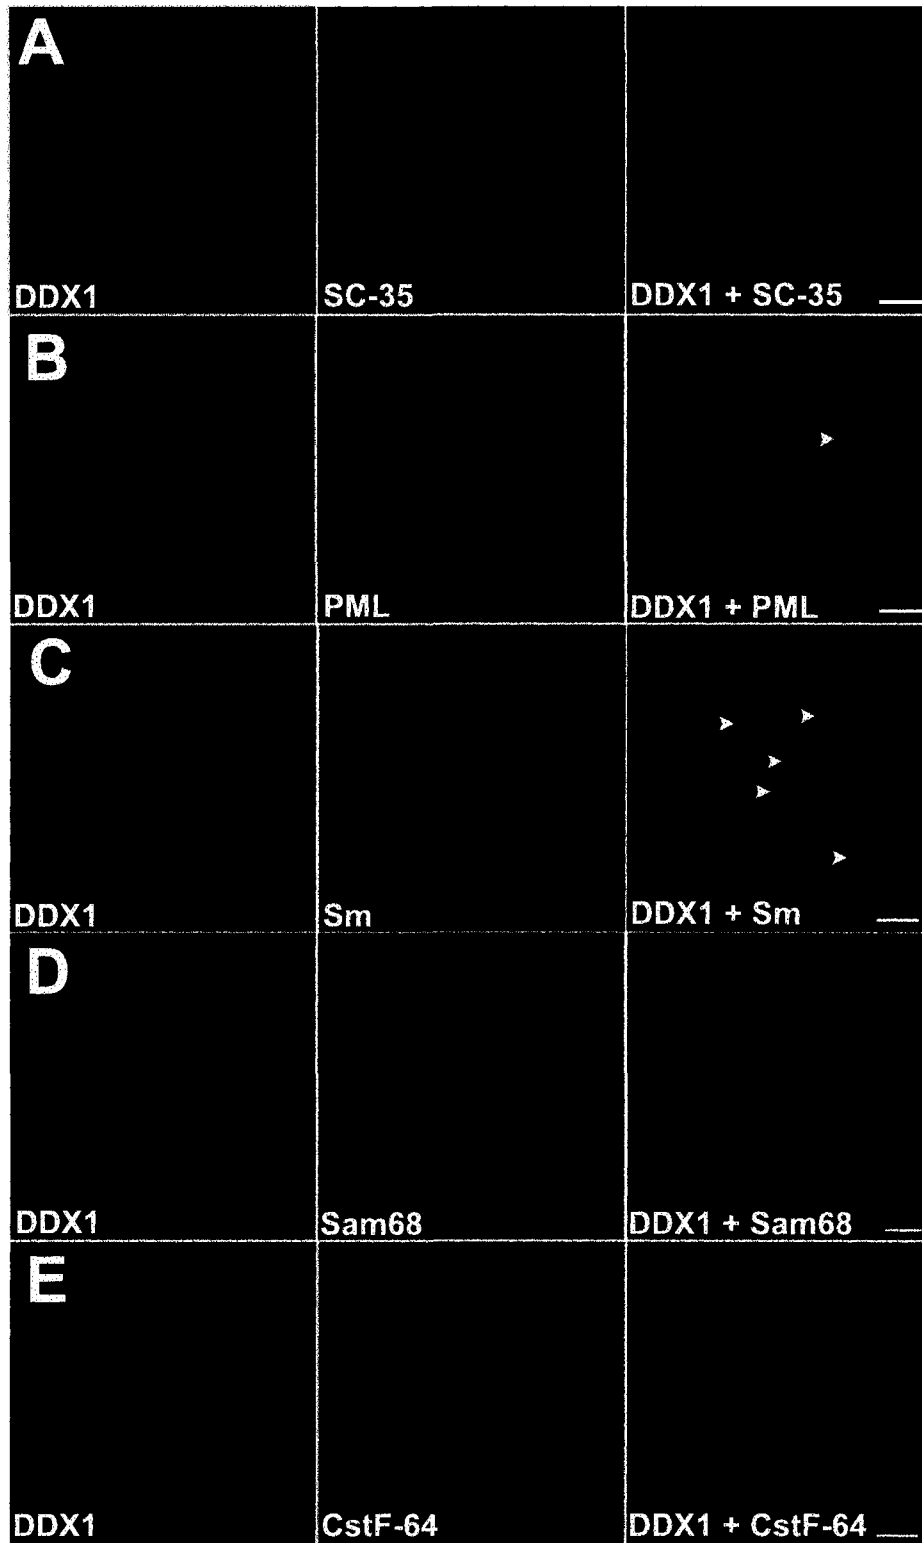 A
DDX1 SC-35 DDX1 + SC-35
B
DDX1 PML DDX1 + PML
C
DDX1 Sm DDX1 + Sm
D
DDX1 Sam68 DDX1 + Sam68
E
DDX1 CstF-64 DDX1 + CstF-64